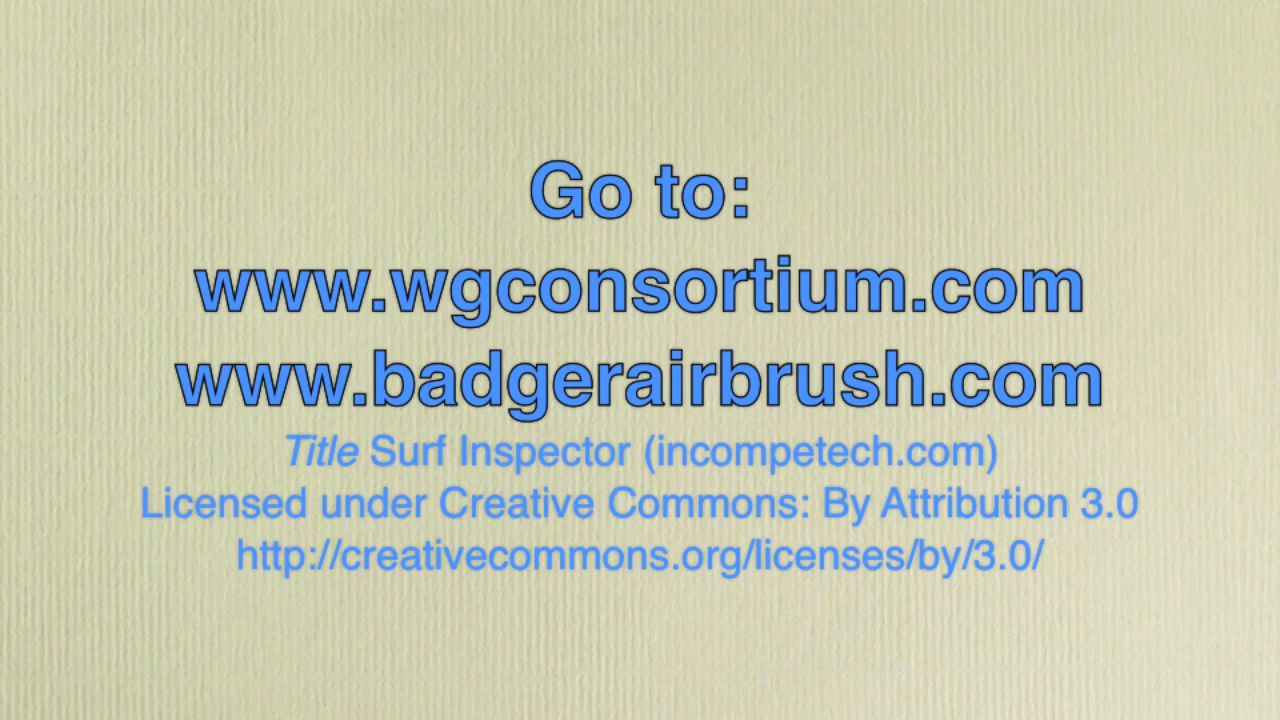 Go to:
www.wgconsortium.com
www.badgerairbrush.com
Title Surf Inspector (incompetech.com)
Licensed under Creative Commons: By Attribution 3.0
http://creativecommons.org/licenses/by/3.0/